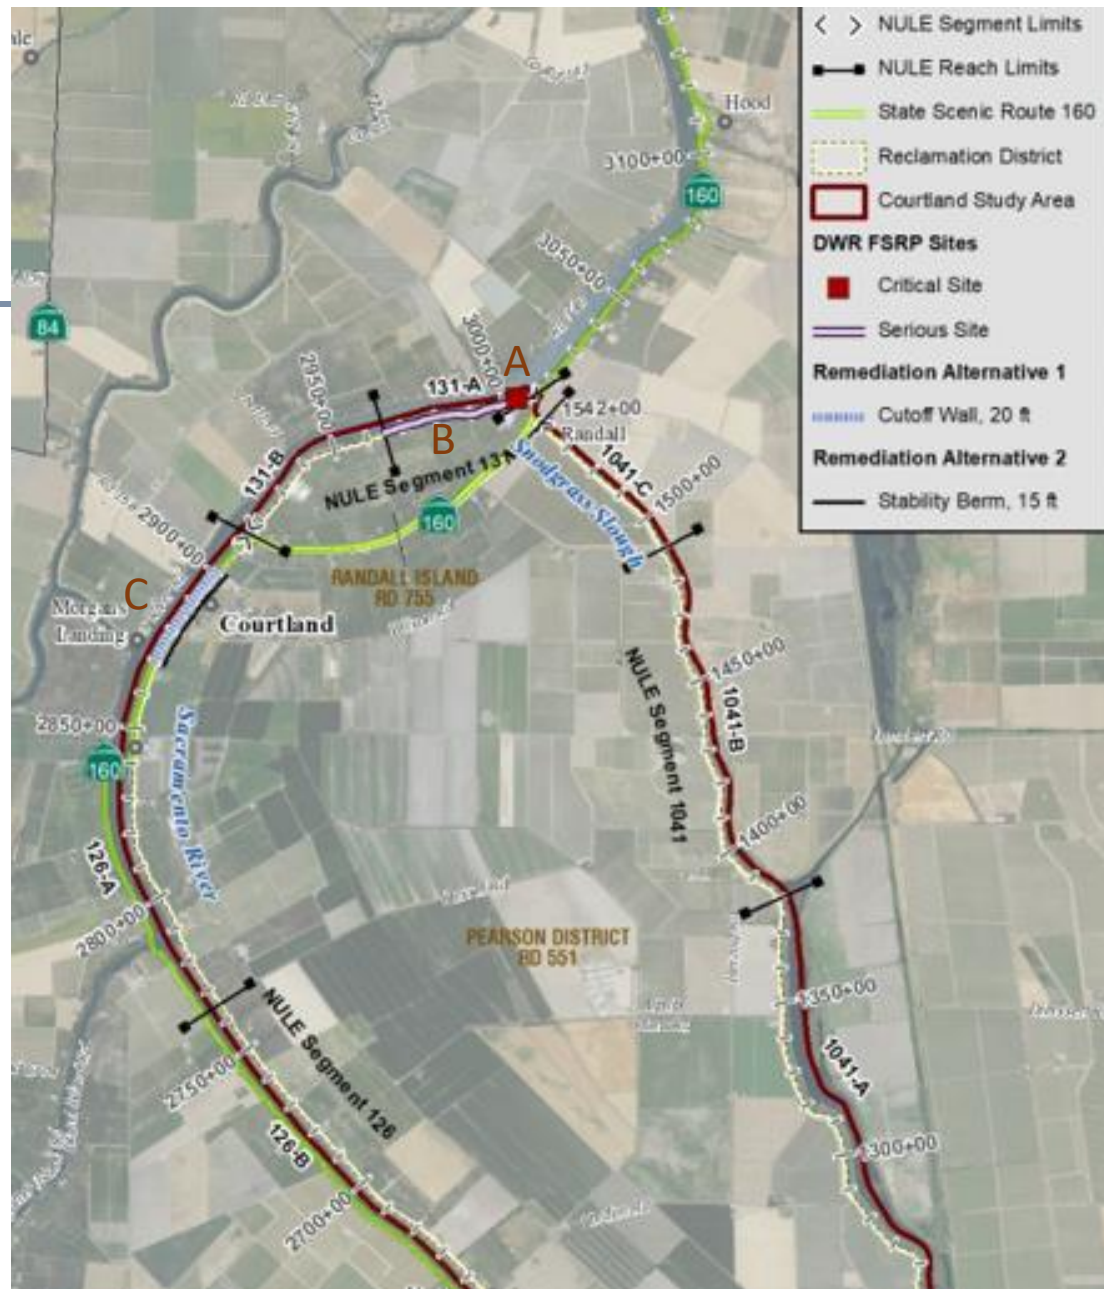 Hood
3100+00
160
3050+00
84
3000+00
A
2950+00
131-A
B
1542+00
Randall
131-B
NULE Segment 131
Snodgrass Slough
1041-C
1500+00
160
2900+00
RANDALL ISLAND
RD 755
C
Morgans
Landing
Courtland
1450+00
NULE Segment 1041
1041-B
2850+00
160
Sacramento River
1400+00
126-A
2800+00
PEARSON DISTRICT
RD 551
NULE Segment 126
1350+00
2750+00
1041-A
126-B
1300+00
2700+00
NULE Segment Limits
NULE Reach Limits
State Scenic Route 160
Reclamation District
Courtland Study Area
DWR FSRP Sites
Critical Site
Serious Site
Remediation Alternative 1
Cutoff Wall, 20 ft
Remediation Alternative 2
Stability Berm, 15 ft